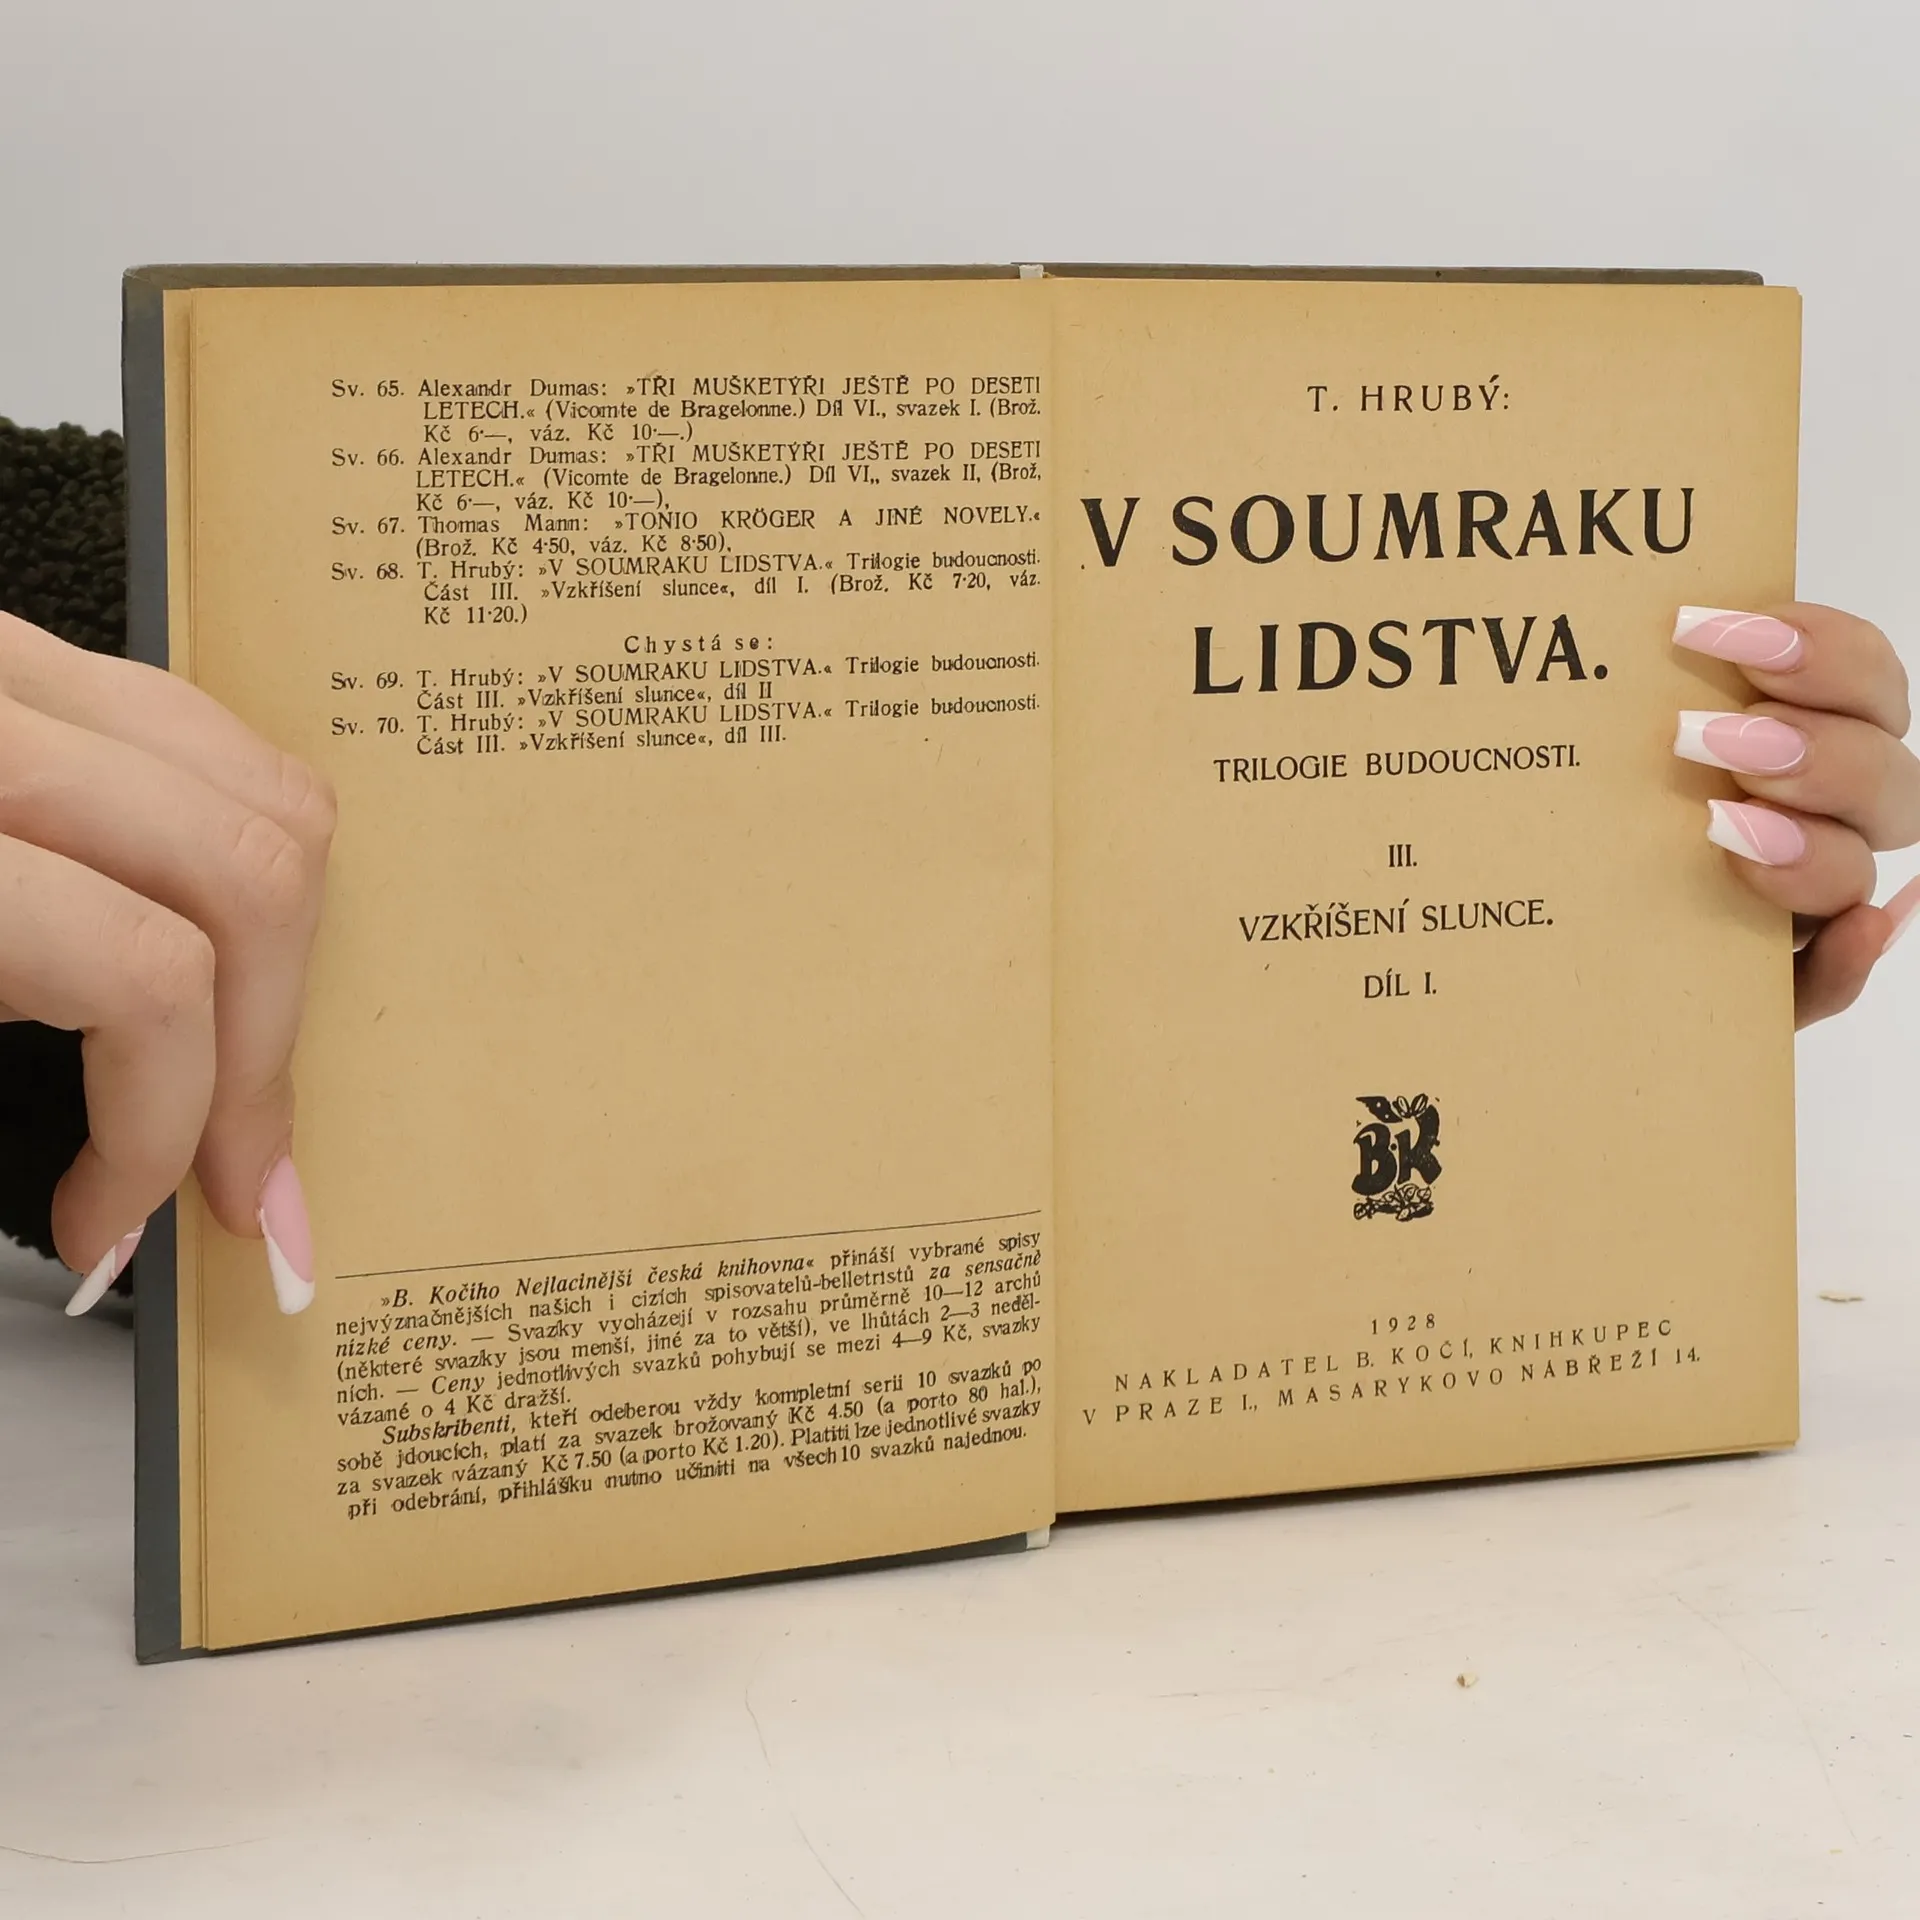 Sv. 65. Alexandr Dumas: »TŘI MUŠKETÝŘI JEŠTĚ PO DESETI
LETECH.« (Vicomte de Bragelonne.) Díl VI., svazek I. (Brož.
Kč 6·—, váz. Kč 10·—.)
Sv. 66. Alexandr Dumas: »TŘI MUŠKETÝŘI JEŠTĚ PO DESETI
LETECH.« (Vicomte de Bragelonne.) Díl VI., svazek II, (Brož,
Kč 6·—, váz. Kč 10·—),
Sv. 67. Thomas Mann: »TONIO KRÖGER A JINÉ NOVELY.«
(Brož. Kč 4·50, váz. Kč 8·50),
Sv. 68. T. Hrubý: »V SOUMRAKU LIDSTVA.« Trilogie budoucnosti.
Část III. »Vzkříšení slunce«, díl I. (Brož. Kč 7·20, váz.
Kč 11·20.)
Chystá se:
Sv. 69. T. Hrubý: »V SOUMRAKU LIDSTVA.« Trilogie budoucnosti.
Část III. »Vzkříšení slunce«, díl II
Sv. 70. T. Hrubý: »V SOUMRAKU LIDSTVA.« Trilogie budoucnosti.
Část III. »Vzkříšení slunce«, díl III.
»B. Kočího Nejlacinější česká knihovna« přináší vybrané spisy
nejvýznačnějších našich i cizích spisovatelů-belletristů za sensačně
nízké ceny. — Svazky vycházejí v rozsahu průměrně 10—12 archů
(některé svazky jsou menší, jiné za to větší), ve lhůtách 2—3 neděl-
ních. — Ceny jednotlivých svazků pohybují se mezi 4—9 Kč, svazky
vázané o 4 Kč dražší.
Subskribenti, kteří odeberou vždy kompletní serii 10 svazků po
sobě jdoucích, platí za svazek brožovaný Kč 4.50 (a porto 80 hal.),
za svazek vázaný Kč 7.50 (a porto Kč 1.20). Platiti lze jednotlivé svazky
při odebrání, přihlášku nutno učiniti na všech 10 svazků najednou.
T. HRUBÝ:
V SOUMRAKU
LIDSTVA.
TRILOGIE BUDOUCNOSTI.
III.
VZKŘÍŠENÍ SLUNCE.
DÍL I.
B.K
1928
NAKLADATEL B. KOČÍ, KNIHKUPEC
V PRAZE I., MASARYKOVO NÁBŘEŽÍ 14.